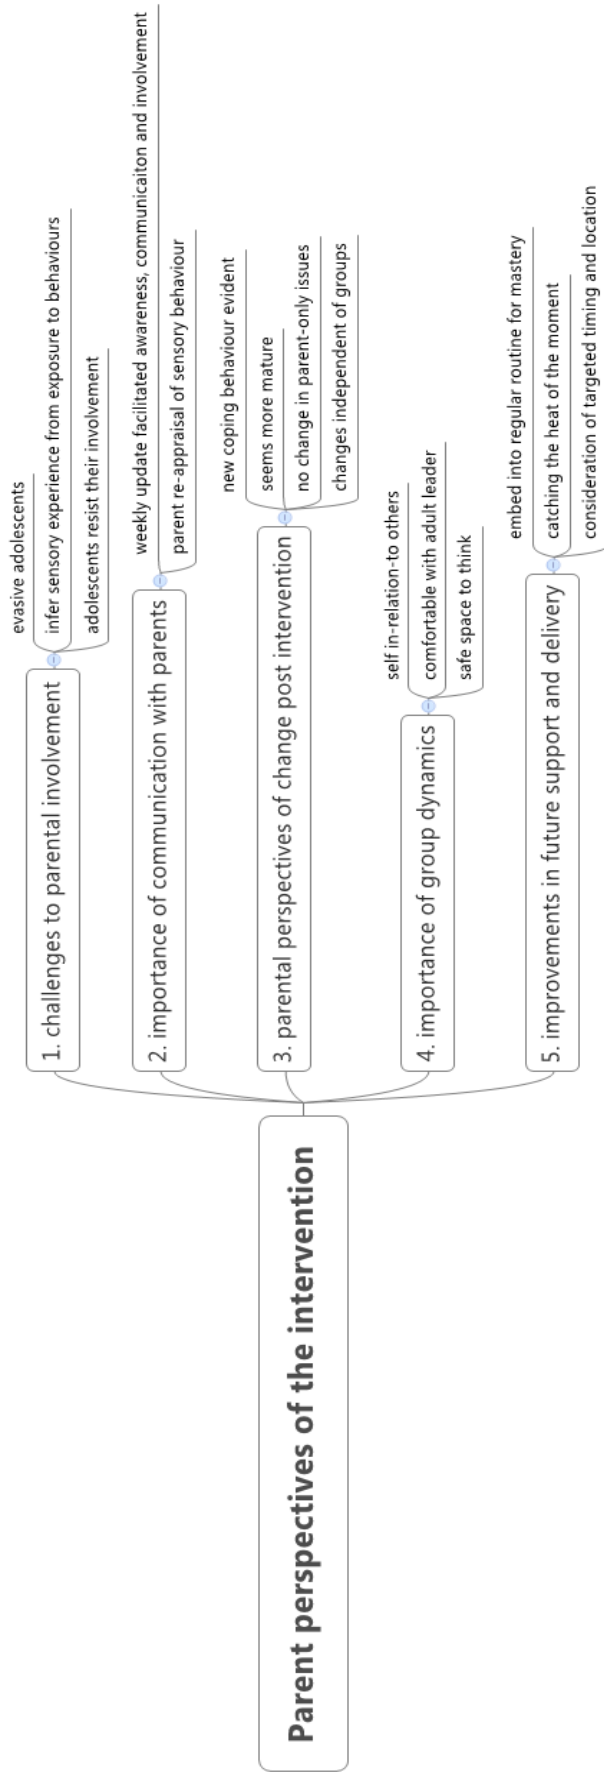 Parent perspectives of the intervention
1. challenges to parental involvement
evasive adolescents
infer sensory experience from exposure to behaviours
adolescents resist their involvement
2. importance of communication with parents
weekly update facilitated awareness, communicaiton and involvement
parent re-appraisal of sensory behaviour
3. parental perspectives of change post intervention
new coping behaviour evident
seems more mature
no change in parent-only issues
changes independent of groups
4. importance of group dynamics
self in-relation-to others
comfortable with adult leader
safe space to think
5. improvements in future support and delivery
embed into regular routine for mastery
catching the heat of the moment
consideration of targeted timing and location